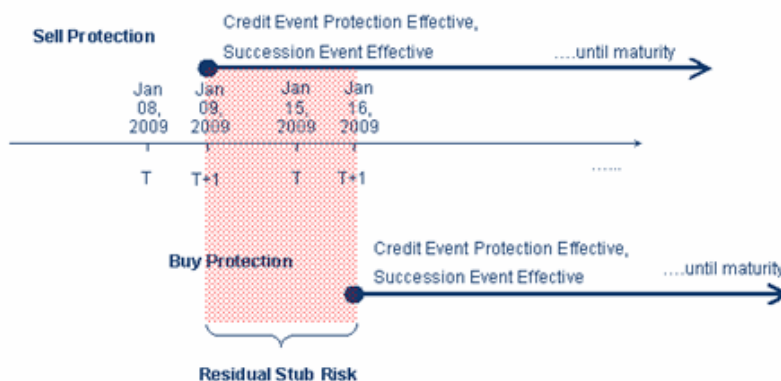 Credit Event Protection Effective,
Sell Protection
Succession Event Effective ....until maturity
Jan Jan Jan Jan
08, 09, 15, 16,
2009 2009 2009 2009
T T+1 T T+1 ......
Credit Event Protection Effective,
Buy Protection
Succession Event Effective ....until maturity
Residual Stub Risk